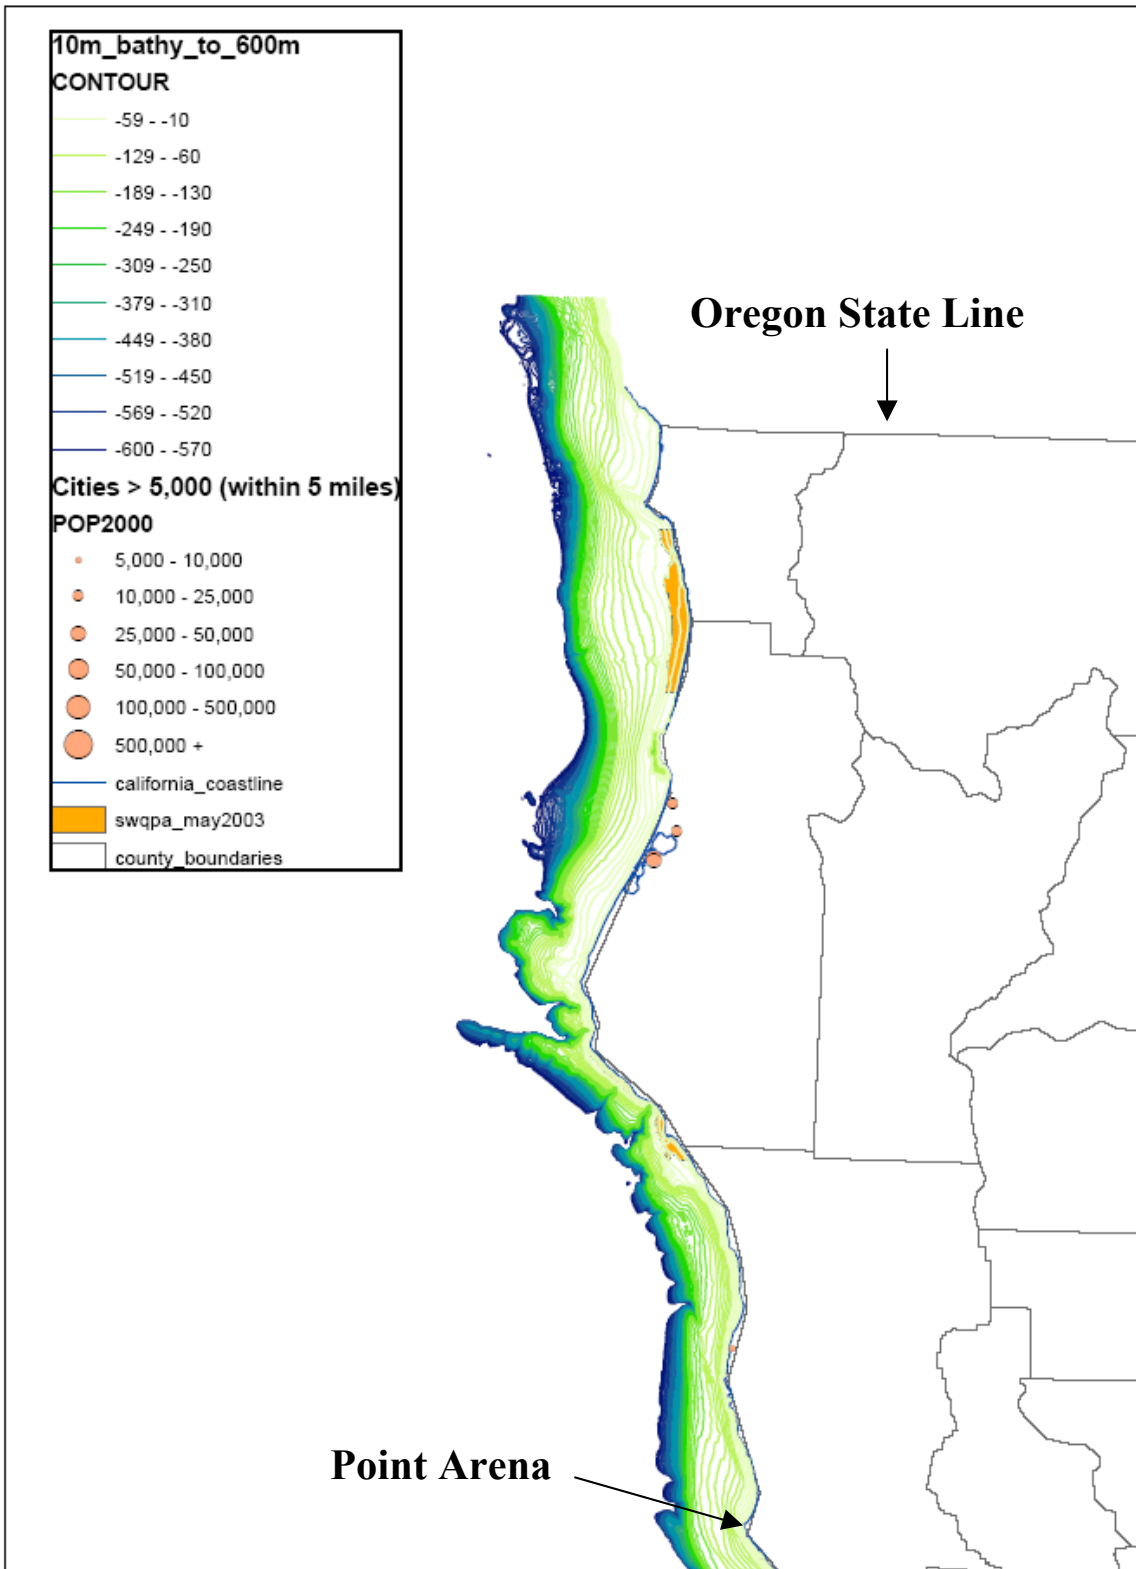 10m_bathy_to_600m
CONTOUR
-59 - -10
-129 - -60
-189 - -130
-249 - -190
-309 - -250
-379 - -310
-449 - -380
-519 - -450
-569 - -520
-600 - -570
Cities > 5,000 (within 5 miles)
POP2000
5,000 - 10,000
10,000 - 25,000
25,000 - 50,000
50,000 - 100,000
100,000 - 500,000
500,000 +
california_coastline
swqpa_may2003
county_boundaries
Oregon State Line
Point Arena